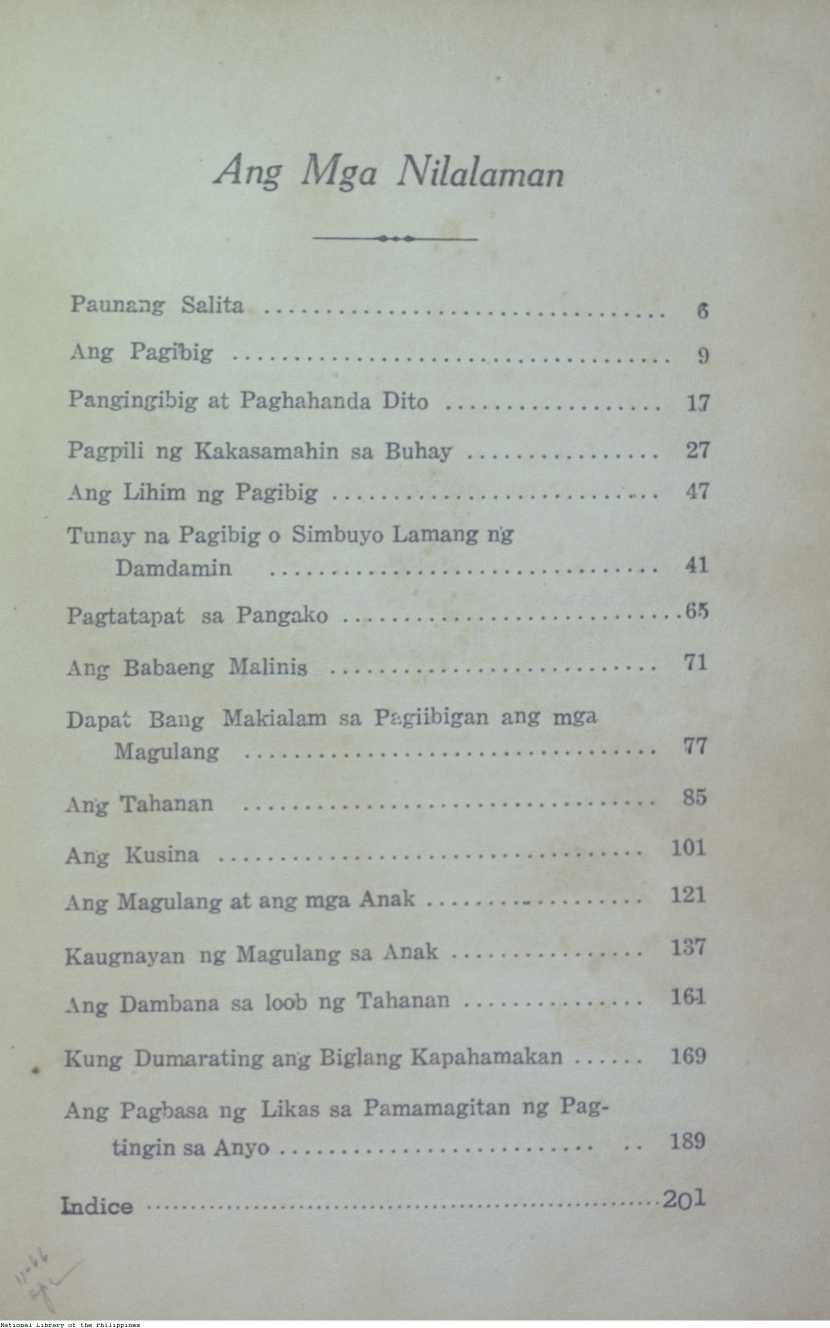 Ang Mga Nilalaman
Paunang Salita ................................. 6
Ang Pagibig .................................... 9
Pangingibig at Paghahanda Dito .................. 17
Pagpili ng Kakasamahin sa Buhay ................ 27
Ang Lihim ng Pagibig ........................... 47
Tunay na Pagibig o Simbuyo Lamang ng
Damdamin ................................ 41
Pagtatapat sa Pangako ............................65
Ang Babaeng Malinis ........................... 71
Dapat Bang Makialam sa Pagiibigan ang mga
Magulang .................................. 77
Ang Tahanan .................................. 85
Ang Kusina ................................... 101
Ang Magulang at ang mga Anak .................. 121
Kaugnayan ng Magulang sa Anak ................ 137
Ang Dambana sa loob ng Tahanan ............... 161
Kung Dumarating ang Biglang Kapahamakan ...... 169
Ang Pagbasa ng Likas sa Pamamagitan ng Pag-
tingin sa Anyo .......................... .. 189
Indice ........................................................201
11-66
National Library of the Philippines